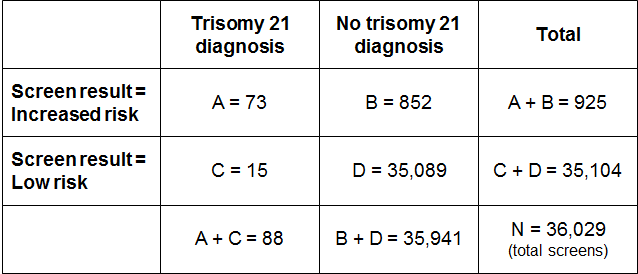 Trisomy 21 diagnosis
No trisomy 21 diagnosis
Total
Screen result =
Increased risk
A = 73
B = 852
A + B = 925
Screen result =
Low risk
C = 15
D = 35,089
C + D = 35,104
A + C = 88
B + D = 35,941
N = 36,029
(total screens)